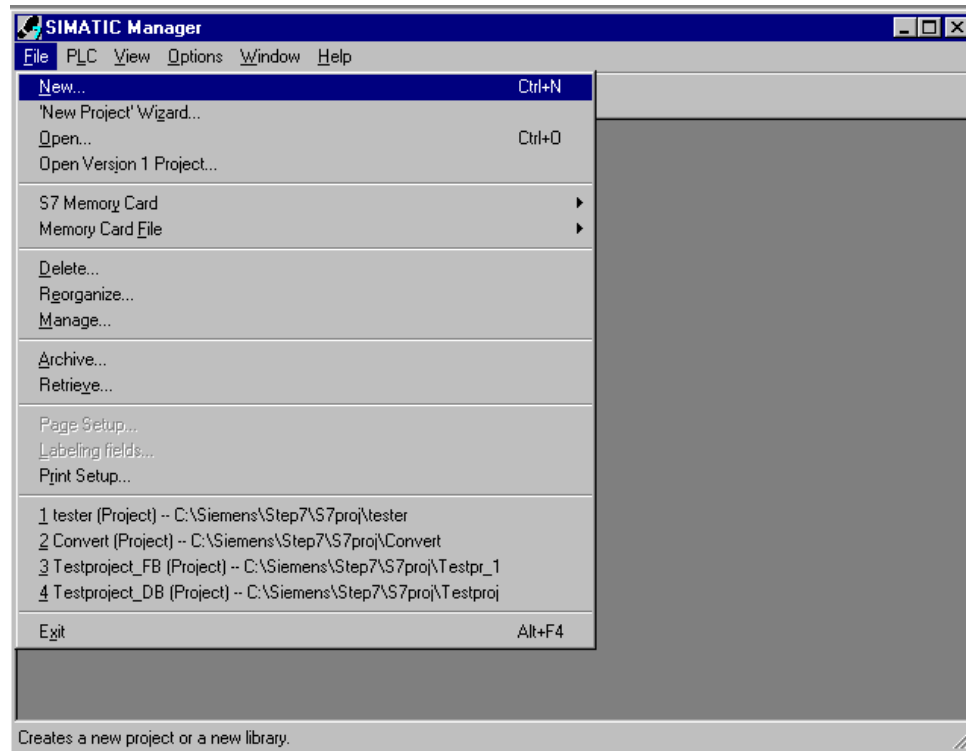 SIMATIC Manager
File PLC View Options Window Help
New... Ctrl+N
'New Project' Wizard...
Open... Ctrl+O
Open Version 1 Project...
S7 Memory Card
Memory Card File
Delete...
Reorganize...
Manage...
Archive...
Retrieve...
Page Setup...
Labeling fields...
Print Setup...
1 tester (Project) -- C:\Siemens\Step7\S7proj\tester
2 Convert (Project) -- C:\Siemens\Step7\S7proj\Convert
3 Testproject_FB (Project) -- C:\Siemens\Step7\S7proj\Testpr_1
4 Testproject_DB (Project) -- C:\Siemens\Step7\S7proj\Testproj
Exit Alt+F4
Creates a new project or a new library.